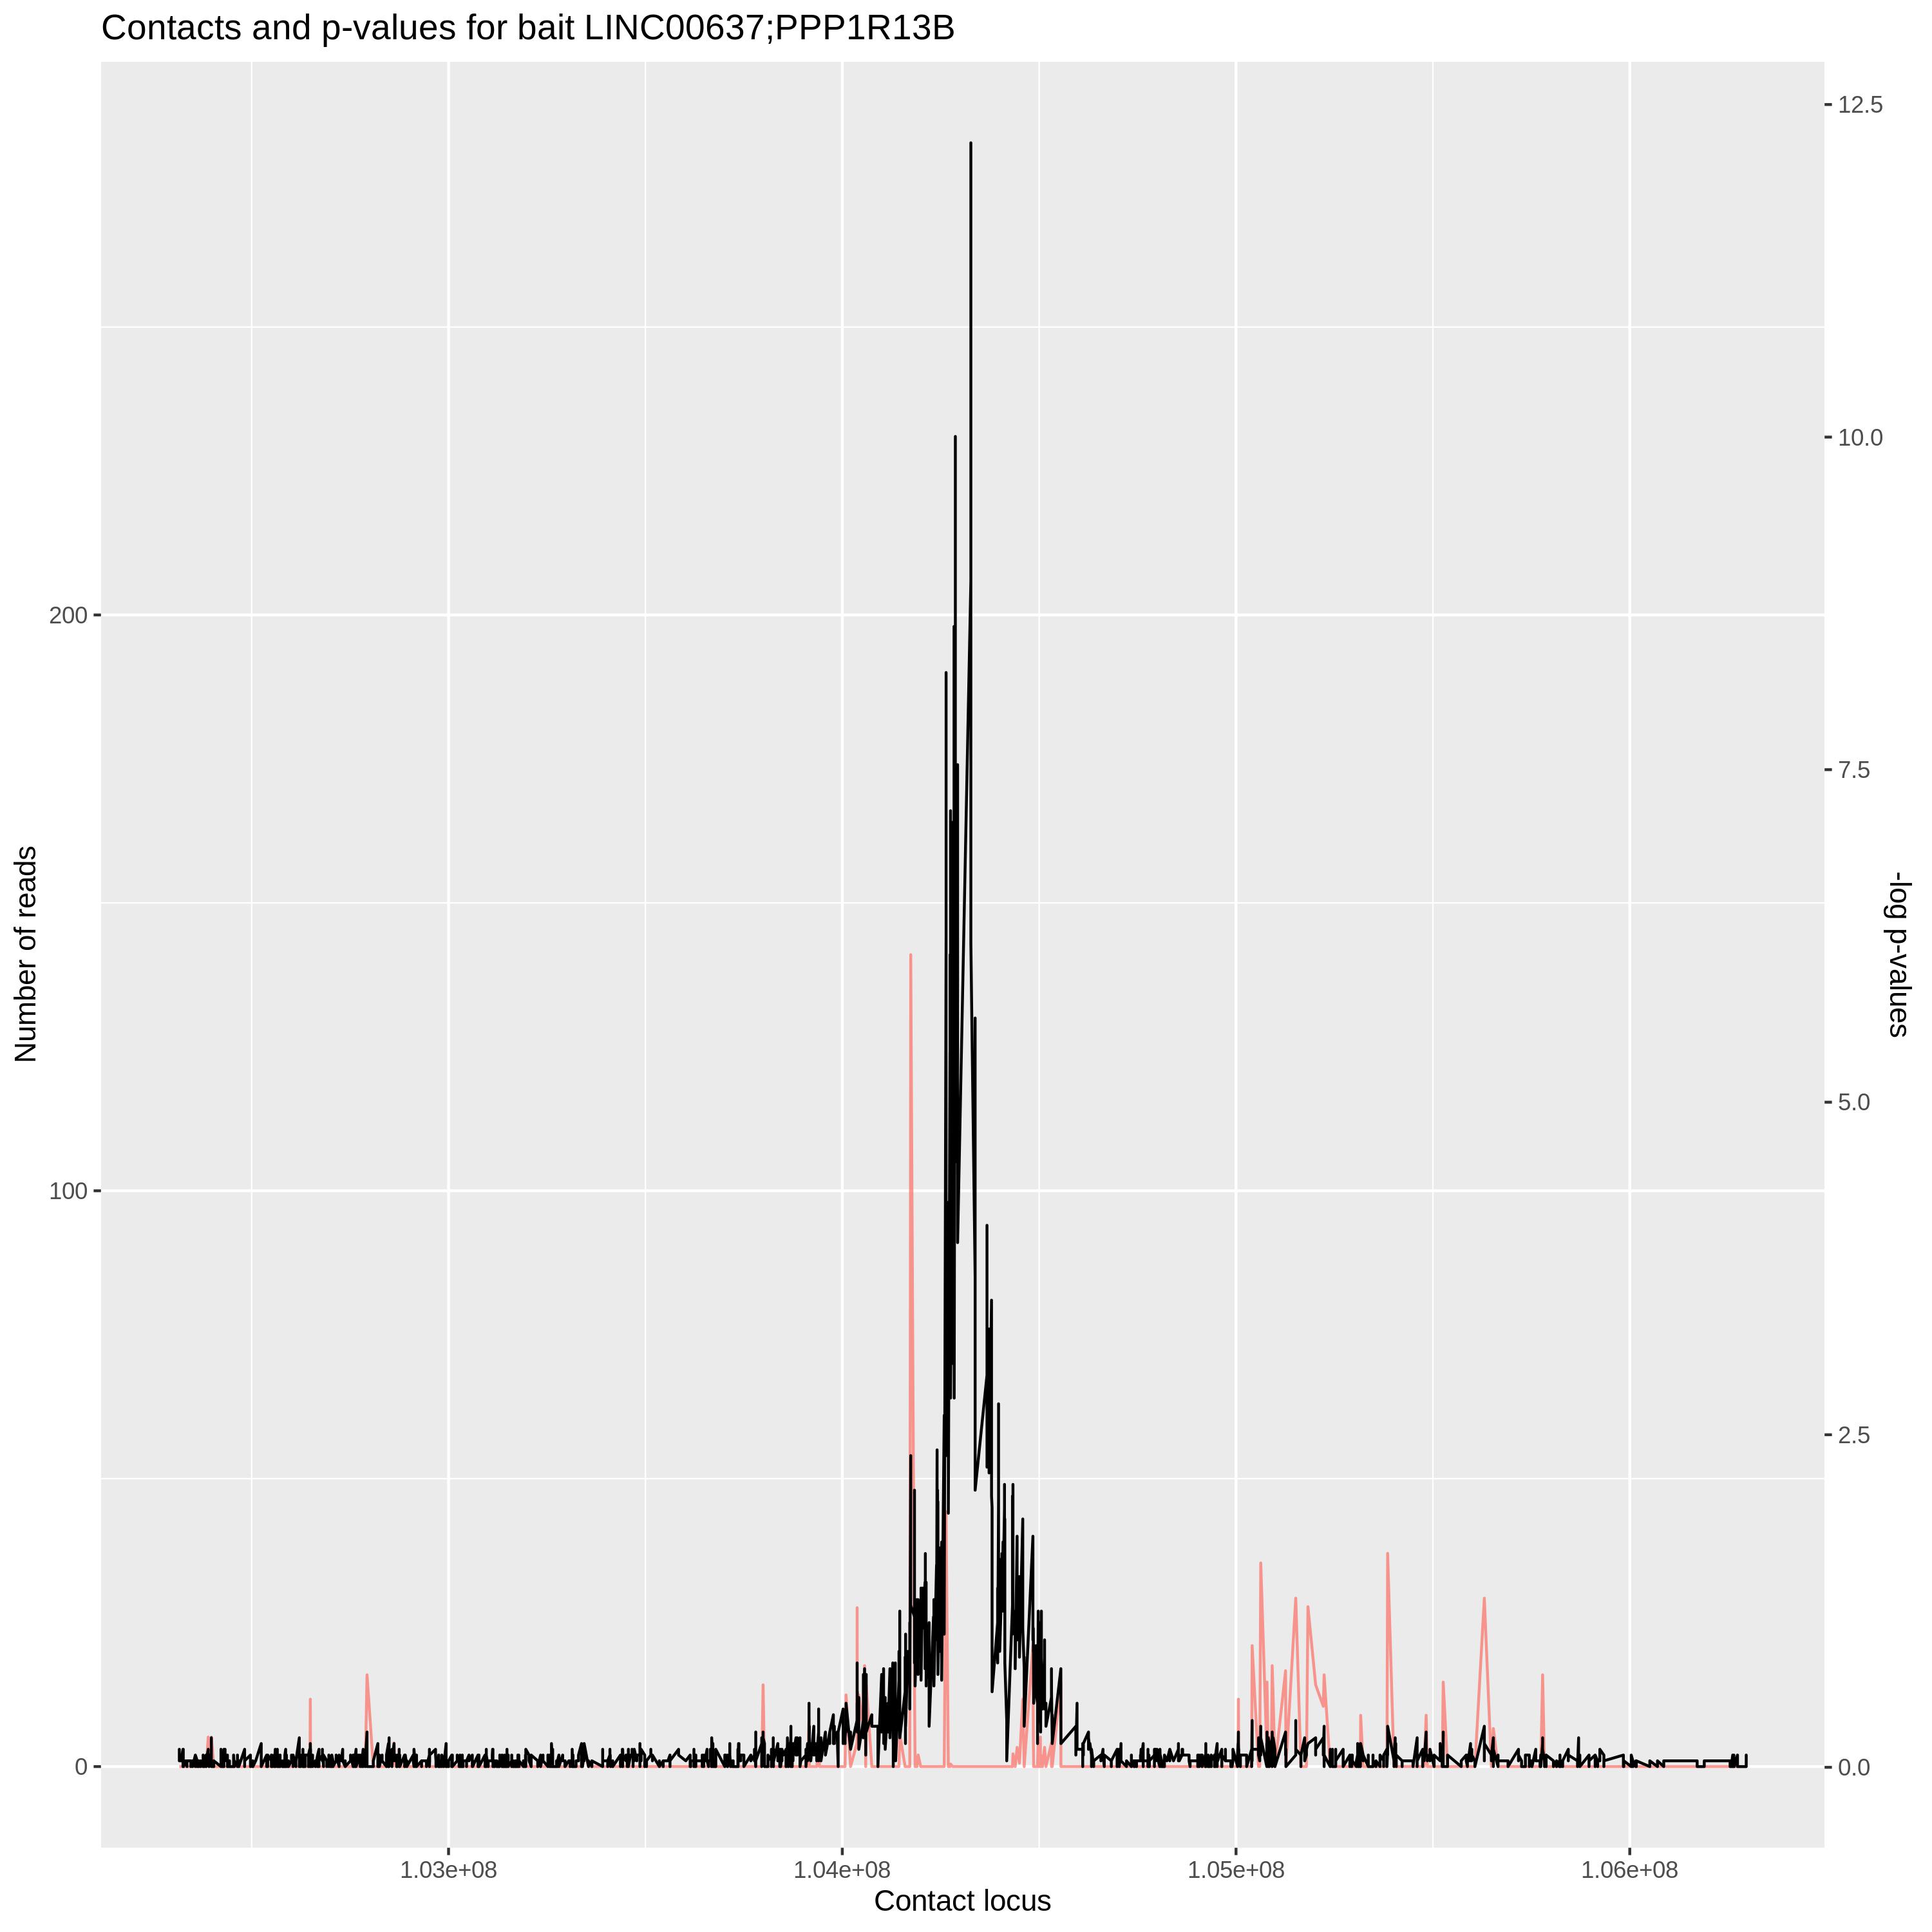 Contacts and p-values for bait LINC00637;PPP1R13B
Number of reads
200
100
0
12.5
10.0
7.5
5.0
2.5
0.0
-log p-values
1.03e+08
1.04e+08
1.05e+08
1.06e+08
Contact locus